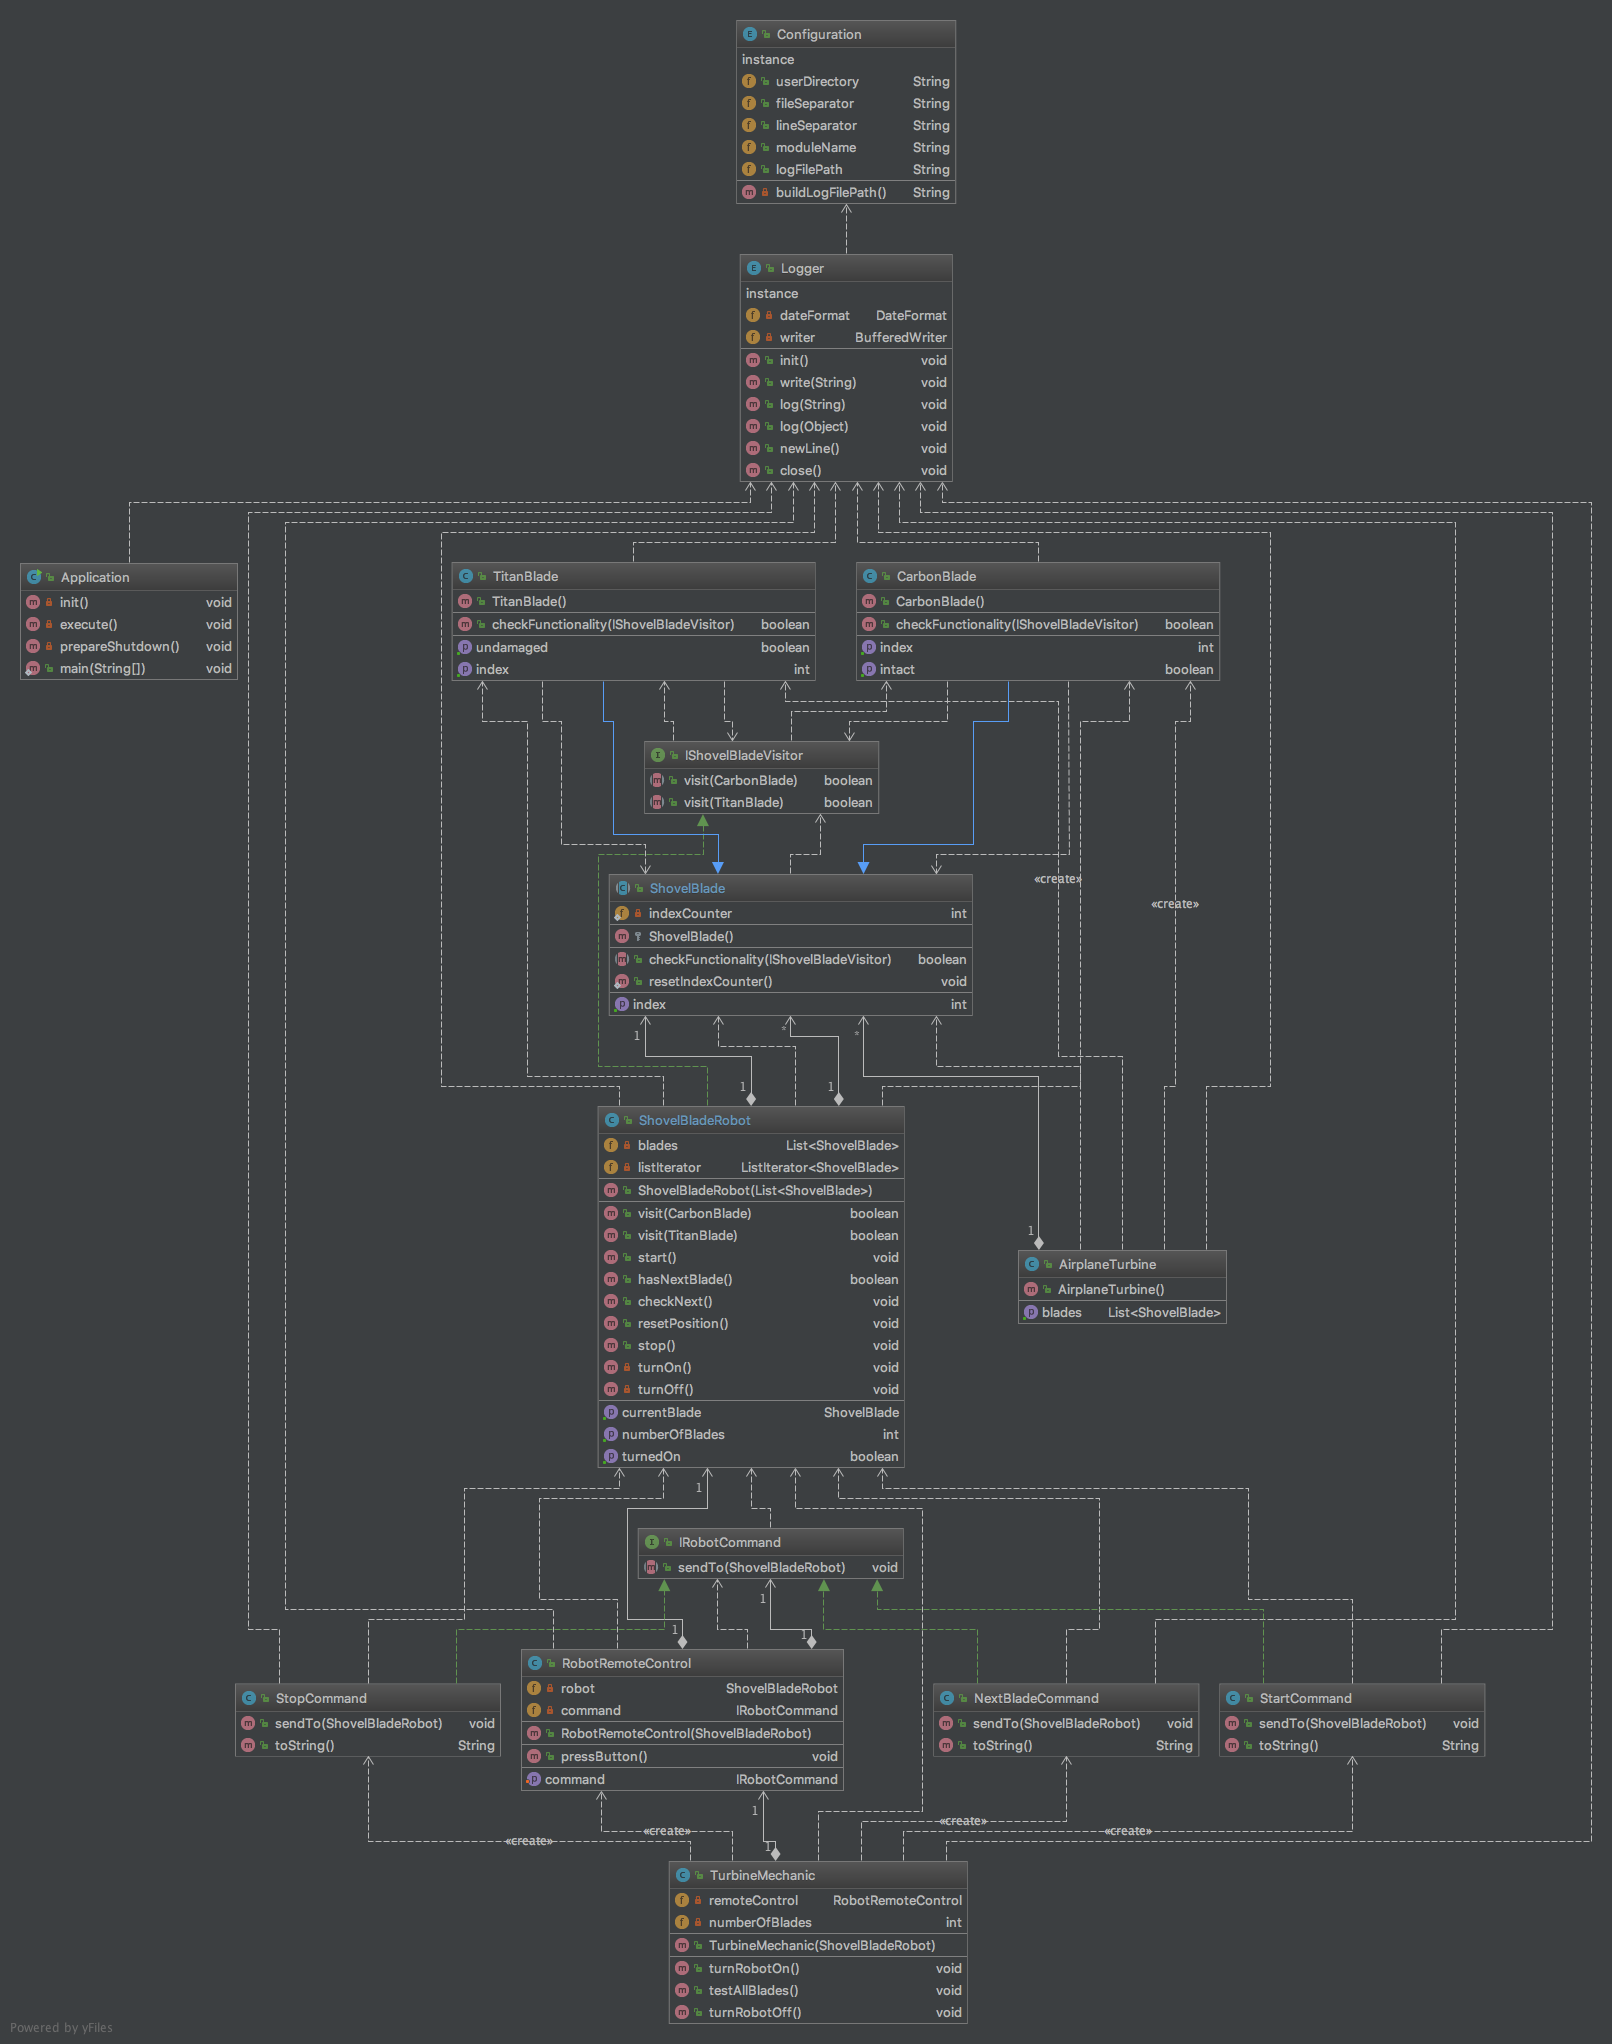 Configuration
instance
userDirectory String
fileSeparator String
lineSeparator String
moduleName String
logFilePath String
buildLogFilePath() String
Logger
instance
dateFormat DateFormat
writer BufferedWriter
init() void
write(String) void
log(String) void
log(Object) void
newLine() void
close() void
Application
init() void
execute() void
prepareShutdown() void
main(String[]) void
TitanBlade
TitanBlade()
checkFunctionality(IShovelBladeVisitor) boolean
undamaged boolean
index int
CarbonBlade
CarbonBlade()
checkFunctionality(IShovelBladeVisitor) boolean
index int
intact boolean
IShovelBladeVisitor
visit(CarbonBlade) boolean
visit(TitanBlade) boolean
«create»
«create»
ShovelBlade
indexCounter int
ShovelBlade()
checkFunctionality(IShovelBladeVisitor) boolean
resetIndexCounter() void
index int
1 * *
1 1
ShovelBladeRobot
blades List<ShovelBlade>
listIterator ListIterator<ShovelBlade>
ShovelBladeRobot(List<ShovelBlade>)
visit(CarbonBlade) boolean
visit(TitanBlade) boolean
start() void
hasNextBlade() boolean
checkNext() void
resetPosition() void
stop() void
turnOn() void
turnOff() void
currentBlade ShovelBlade
numberOfBlades int
turnedOn boolean
1
AirplaneTurbine
AirplaneTurbine()
blades List<ShovelBlade>
1
IRobotCommand
sendTo(ShovelBladeRobot) void
1
1 1
StopCommand
sendTo(ShovelBladeRobot) void
toString() String
RobotRemoteControl
robot ShovelBladeRobot
command IRobotCommand
RobotRemoteControl(ShovelBladeRobot)
pressButton() void
command IRobotCommand
NextBladeCommand
sendTo(ShovelBladeRobot) void
toString() String
StartCommand
sendTo(ShovelBladeRobot) void
toString() String
1
«create» «create» «create» «create»
1
TurbineMechanic
remoteControl RobotRemoteControl
numberOfBlades int
TurbineMechanic(ShovelBladeRobot)
turnRobotOn() void
testAllBlades() void
turnRobotOff() void
Powered by yFiles